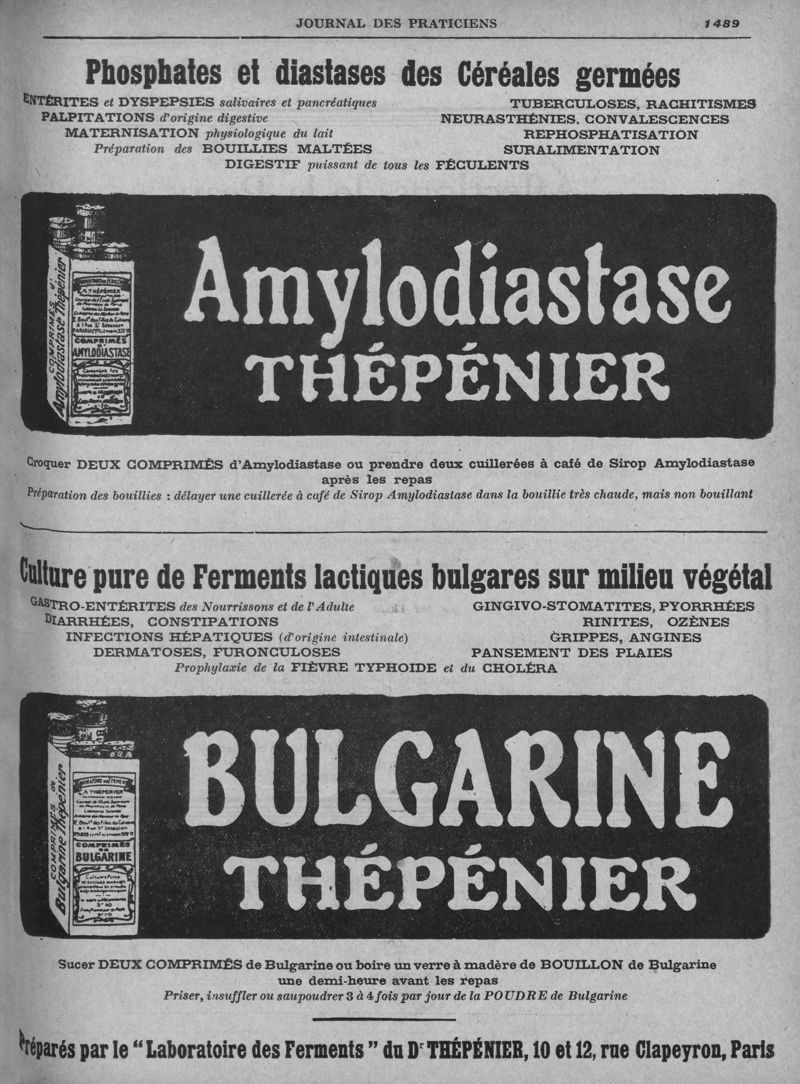 JOURNAL DES PRATICIENS 1489
Phosphates et diastases des Céréales germées
ENTÉRITES et DYSPEPSIES salivaires et pancréatiques
PALPITATIONS d'origine digestive
MATERNISATION physiologique du lait
Préparation des BOUILLIES MALTÉES
TUBERCULOSES, RACHITISMES
NEURASTHÉNIES, CONVALESCENCES
REPHOSPHATISATION
SURALIMENTATION
DIGESTIF puissant de tous les FÉCULENTS
COMPRIMÉS d'
Amylodiastase Thépénier
A. THÉPÉNIER
COMPRIMÉS
D'
AMYLODIASTASE
Amylodiastase
THÉPÉNIER
Croquer DEUX COMPRIMÉS d'Amylodiastase ou prendre deux cuillerées à café de Sirop Amylodiastase
après les repas
Préparation des bouillies : délayer une cuillerée à café de Sirop Amylodiastase dans la bouillie très chaude, mais non bouillant
Culture pure de Ferments lactiques bulgares sur milieu végétal
GASTRO-ENTÉRITES des Nourrissons et de l'Adulte
DIARRHÉES, CONSTIPATIONS
INFECTIONS HÉPATIQUES (d'origine intestinale)
DERMATOSES, FURONCULOSES
GINGIVO-STOMATITES, PYORRHÉES
RINITES, OZÈNES
GRIPPES, ANGINES
PANSEMENT DES PLAIES
Prophylaxie de la FIÈVRE TYPHOIDE et du CHOLÉRA
COMPRIMÉS de
Bulgarine Thépénier
A. THÉPÉNIER
COMPRIMÉS
DE
BULGARINE
BULGARINE
THÉPÉNIER
Sucer DEUX COMPRIMÉS de Bulgarine ou boire un verre à madère de BOUILLON de Bulgarine
une demi-heure avant les repas
Priser, insuffler ou saupoudrer 3 à 4 fois par jour de la POUDRE de Bulgarine
Préparés par le "Laboratoire des Ferments" du Dr THÉPÉNIER, 10 et 12, rue Clapeyron, Paris